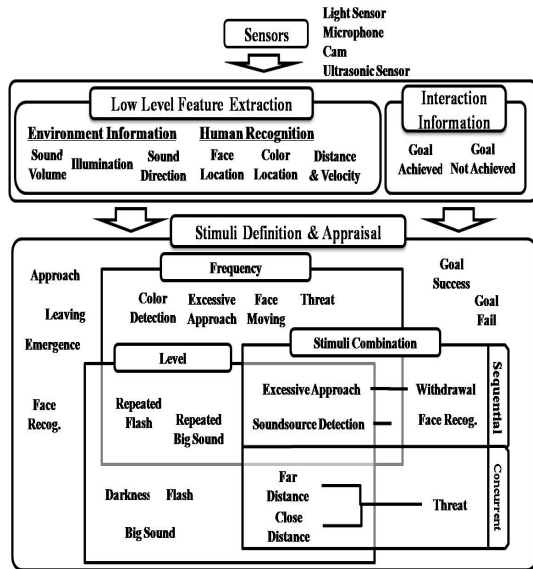 Sensors
Light Sensor
Microphone
Cam
Ultrasonic Sensor
Low Level Feature Extraction
Environment Information
Human Recognition
Sound
Volume
Illumination
Sound
Direction
Face
Location
Color
Location
Distance
& Velocity
Interaction
Information
Goal
Achieved
Goal
Not Achieved
Stimuli Definition & Appraisal
Approach
Leaving
Emergence
Face
Recog.
Frequency
Color
Detection
Excessive
Approach
Face
Moving
Threat
Goal
Success
Goal
Fail
Level
Repeated
Flash
Repeated
Big Sound
Darkness
Flash
Big Sound
Stimuli Combination
Excessive Approach
Withdrawal
Soundsource Detection
Face Recog.
Sequential
Far
Distance
Close
Distance
Threat
Concurrent